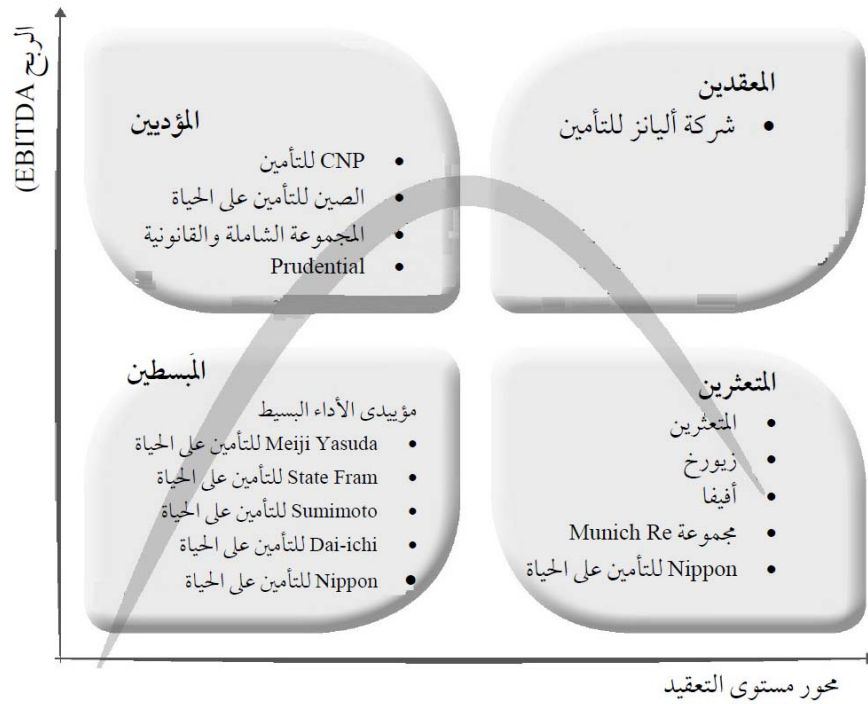 الربح EBITDA)
المعقدين
• شركة أليانز للتأمين
المؤديين
• CNP للتأمين
• الصين للتأمين على الحياة
• المجموعة الشاملة والقانونية
• Prudential
المتعثرين
• المتعثرين
• زيورخ
• أفيفا
• مجموعة Munich Re
• Nippon للتأمين على الحياة
المَبسطين
مؤييدى الأداء البسيط
• Meiji Yasuda للتأمين على الحياة
• State Fram للتأمين على الحياة
• Sumimoto للتأمين على الحياة
• Dai-ichi للتأمين على الحياة
• Nippon للتأمين على الحياة
محور مستوى التعقيد